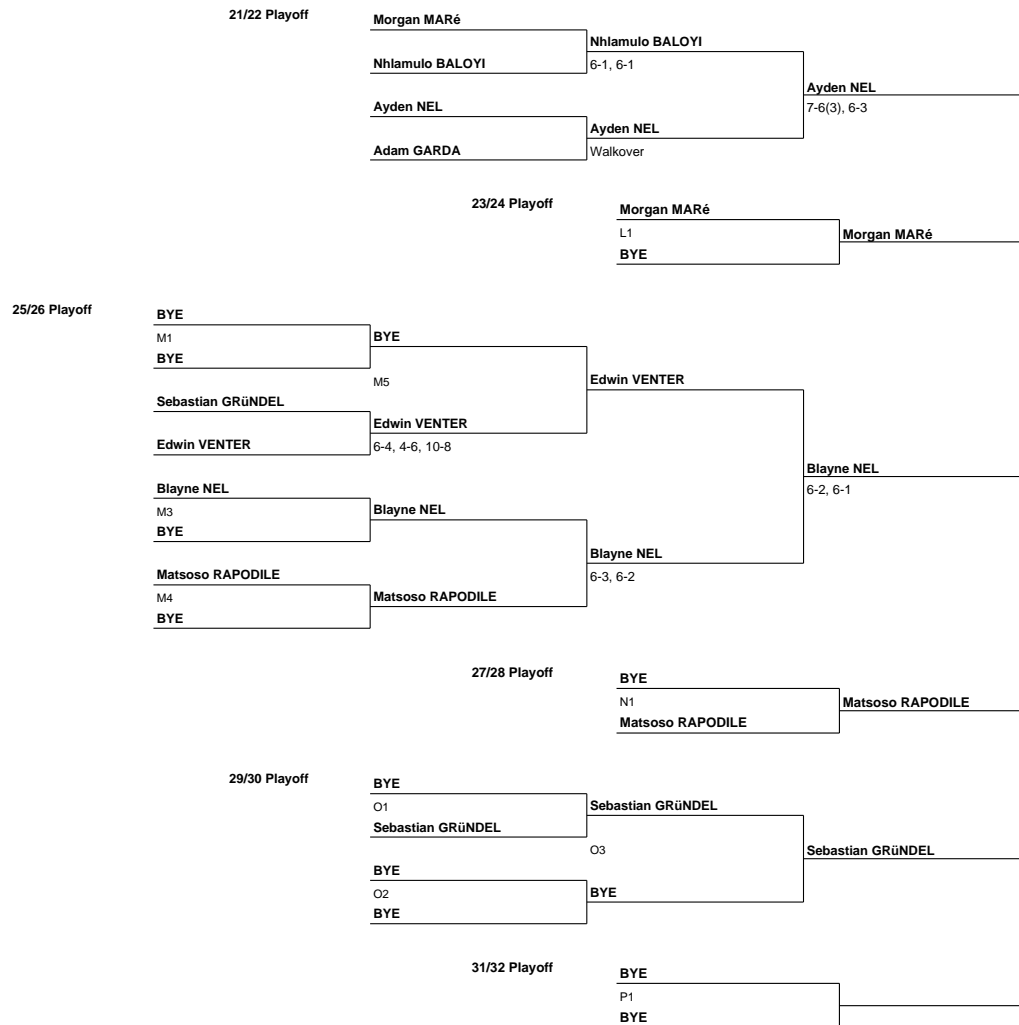 21/22 Playoff
Morgan MARé
Nhlamulo BALOYI
Nhlamulo BALOYI
6-1, 6-1
Ayden NEL
7-6(3), 6-3
Ayden NEL
Ayden NEL
Adam GARDA
Walkover
23/24 Playoff
Morgan MARé
L1
Morgan MARé
BYE
25/26 Playoff
BYE
M1
BYE
BYE
M5
Edwin VENTER
Sebastian GRüNDEL
Edwin VENTER
Edwin VENTER
6-4, 4-6, 10-8
Blayne NEL
6-2, 6-1
Blayne NEL
M3
Blayne NEL
BYE
Blayne NEL
6-3, 6-2
Matsoso RAPODILE
M4
Matsoso RAPODILE
BYE
27/28 Playoff
BYE
N1
Matsoso RAPODILE
Matsoso RAPODILE
29/30 Playoff
BYE
O1
Sebastian GRüNDEL
Sebastian GRüNDEL
O3
Sebastian GRüNDEL
BYE
O2
BYE
BYE
31/32 Playoff
BYE
P1
BYE